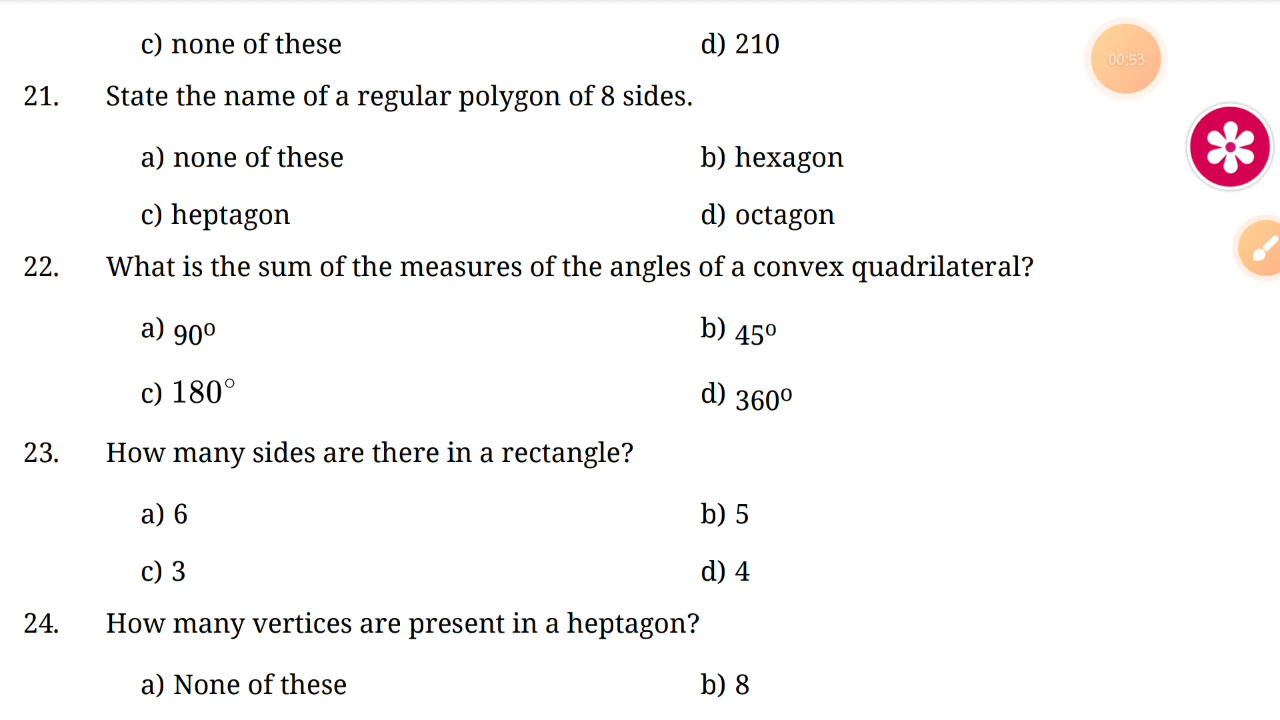 c) none of these d) 210
00:53
21. State the name of a regular polygon of 8 sides.
a) none of these b) hexagon
c) heptagon d) octagon
22. What is the sum of the measures of the angles of a convex quadrilateral?
a) 90⁰ b) 45⁰
c) 180° d) 360⁰
23. How many sides are there in a rectangle?
a) 6 b) 5
c) 3 d) 4
24. How many vertices are present in a heptagon?
a) None of these b) 8